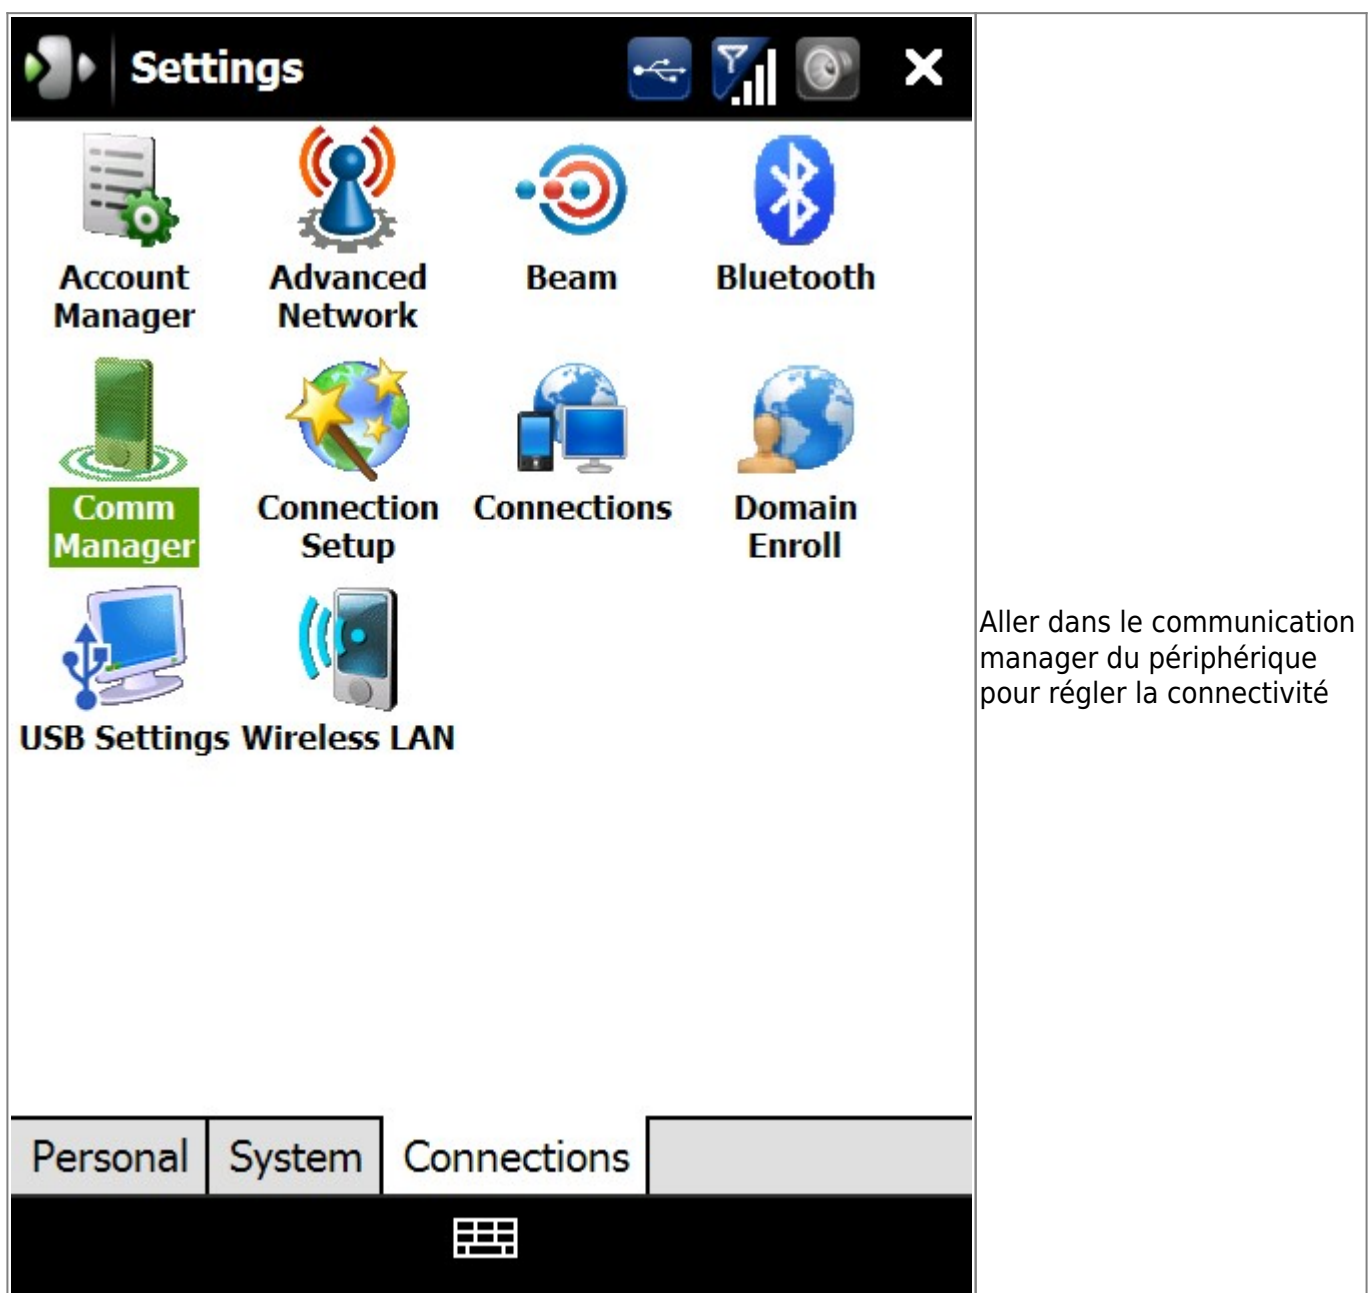 Settings
Account
Manager
Advanced
Network
Beam
Bluetooth
Comm
Manager
Connection
Setup
Connections
Domain
Enroll
USB Settings
Wireless LAN
Personal
System
Connections
Aller dans le communication
manager du périphérique
pour régler la connectivité